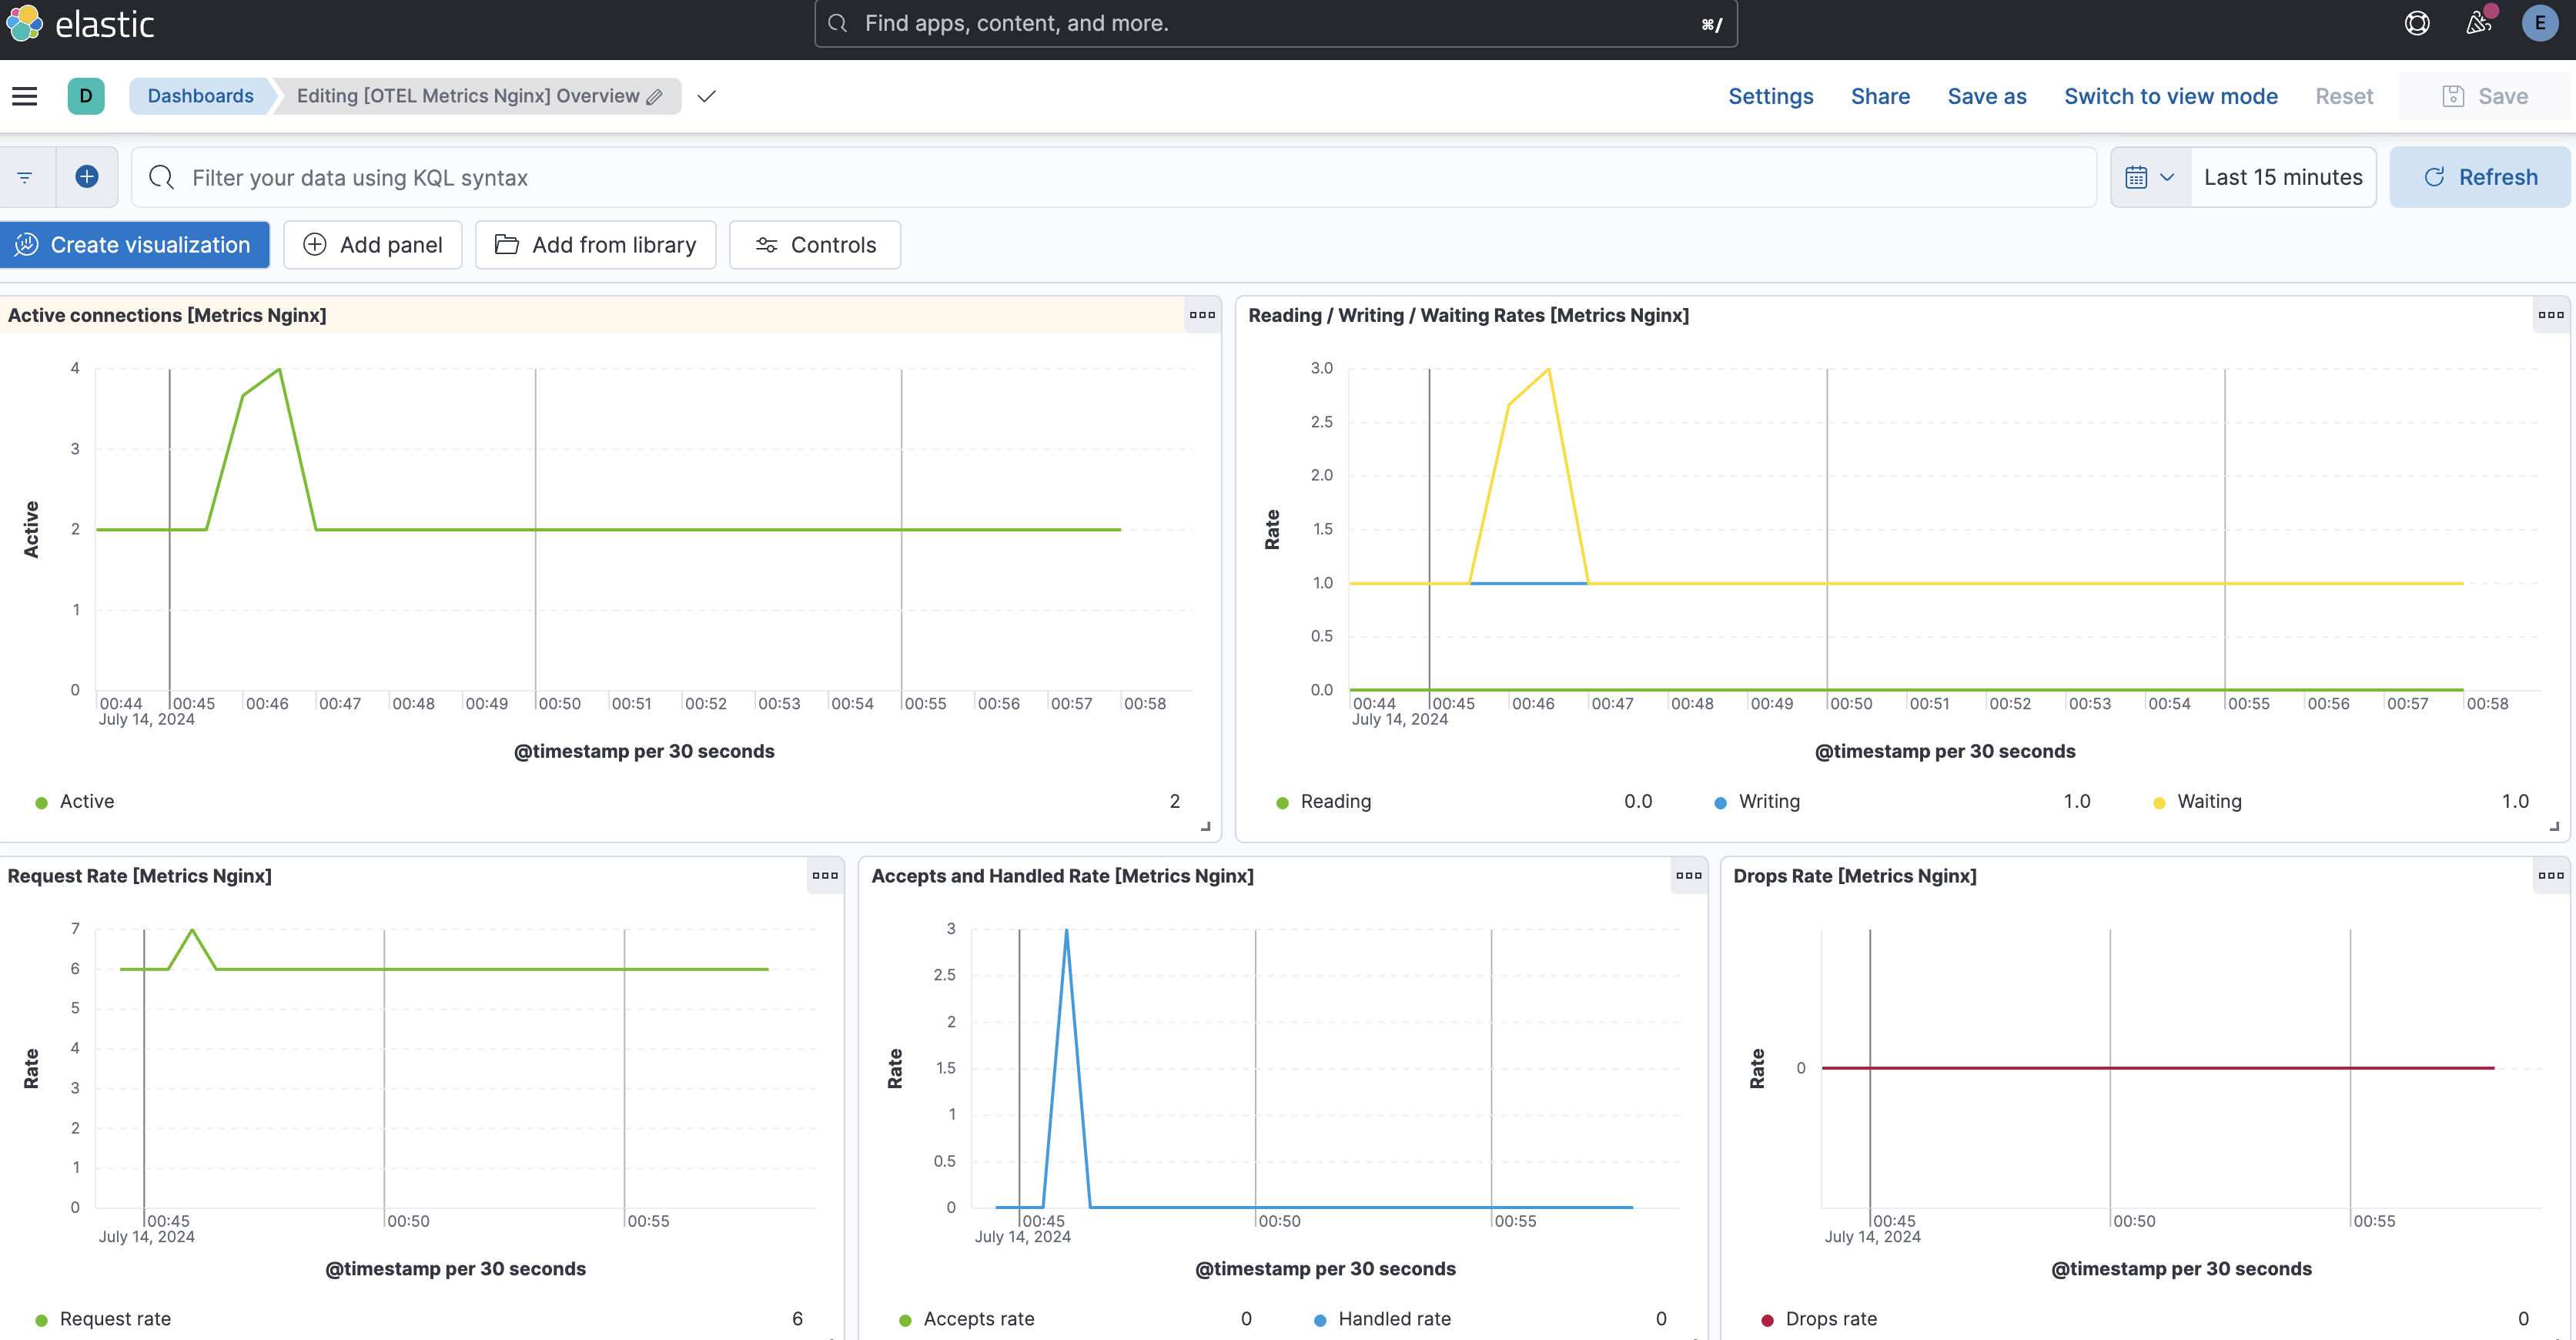 elastic
Find apps, content, and more.
⌘/
E
D
Dashboards
Editing [OTEL Metrics Nginx] Overview
Settings
Share
Save as
Switch to view mode
Reset
Save
Filter your data using KQL syntax
Last 15 minutes
Refresh
Create visualization
Add panel
Add from library
Controls
Active connections [Metrics Nginx]
4
3
2
1
0
Active
00:44 00:45 00:46 00:47 00:48 00:49 00:50 00:51 00:52 00:53 00:54 00:55 00:56 00:57 00:58
July 14, 2024
@timestamp per 30 seconds
Active 2
Reading / Writing / Waiting Rates [Metrics Nginx]
3.0
2.5
2.0
1.5
1.0
0.5
0.0
Rate
00:44 00:45 00:46 00:47 00:48 00:49 00:50 00:51 00:52 00:53 00:54 00:55 00:56 00:57 00:58
July 14, 2024
@timestamp per 30 seconds
Reading 0.0 Writing 1.0 Waiting 1.0
Request Rate [Metrics Nginx]
7
6
5
4
3
2
1
0
Rate
00:45 00:50 00:55
July 14, 2024
@timestamp per 30 seconds
Request rate 6
Accepts and Handled Rate [Metrics Nginx]
3
2.5
2
1.5
1
0.5
0
Rate
00:45 00:50 00:55
July 14, 2024
@timestamp per 30 seconds
Accepts rate 0 Handled rate 0
Drops Rate [Metrics Nginx]
0
Rate
00:45 00:50 00:55
July 14, 2024
@timestamp per 30 seconds
Drops rate 0